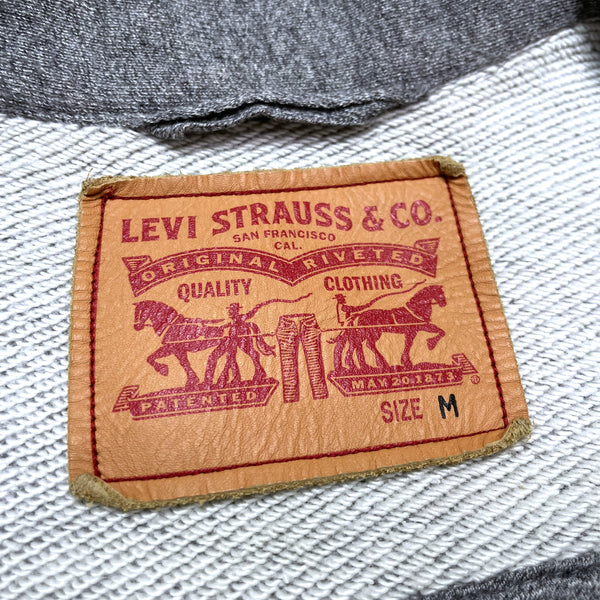 LEVI STRAUSS & CO.
SAN FRANCISCO
CAL.
ORIGINAL RIVETED
QUALITY CLOTHING
PATENTED MAY 20.1873 ®
SIZE M